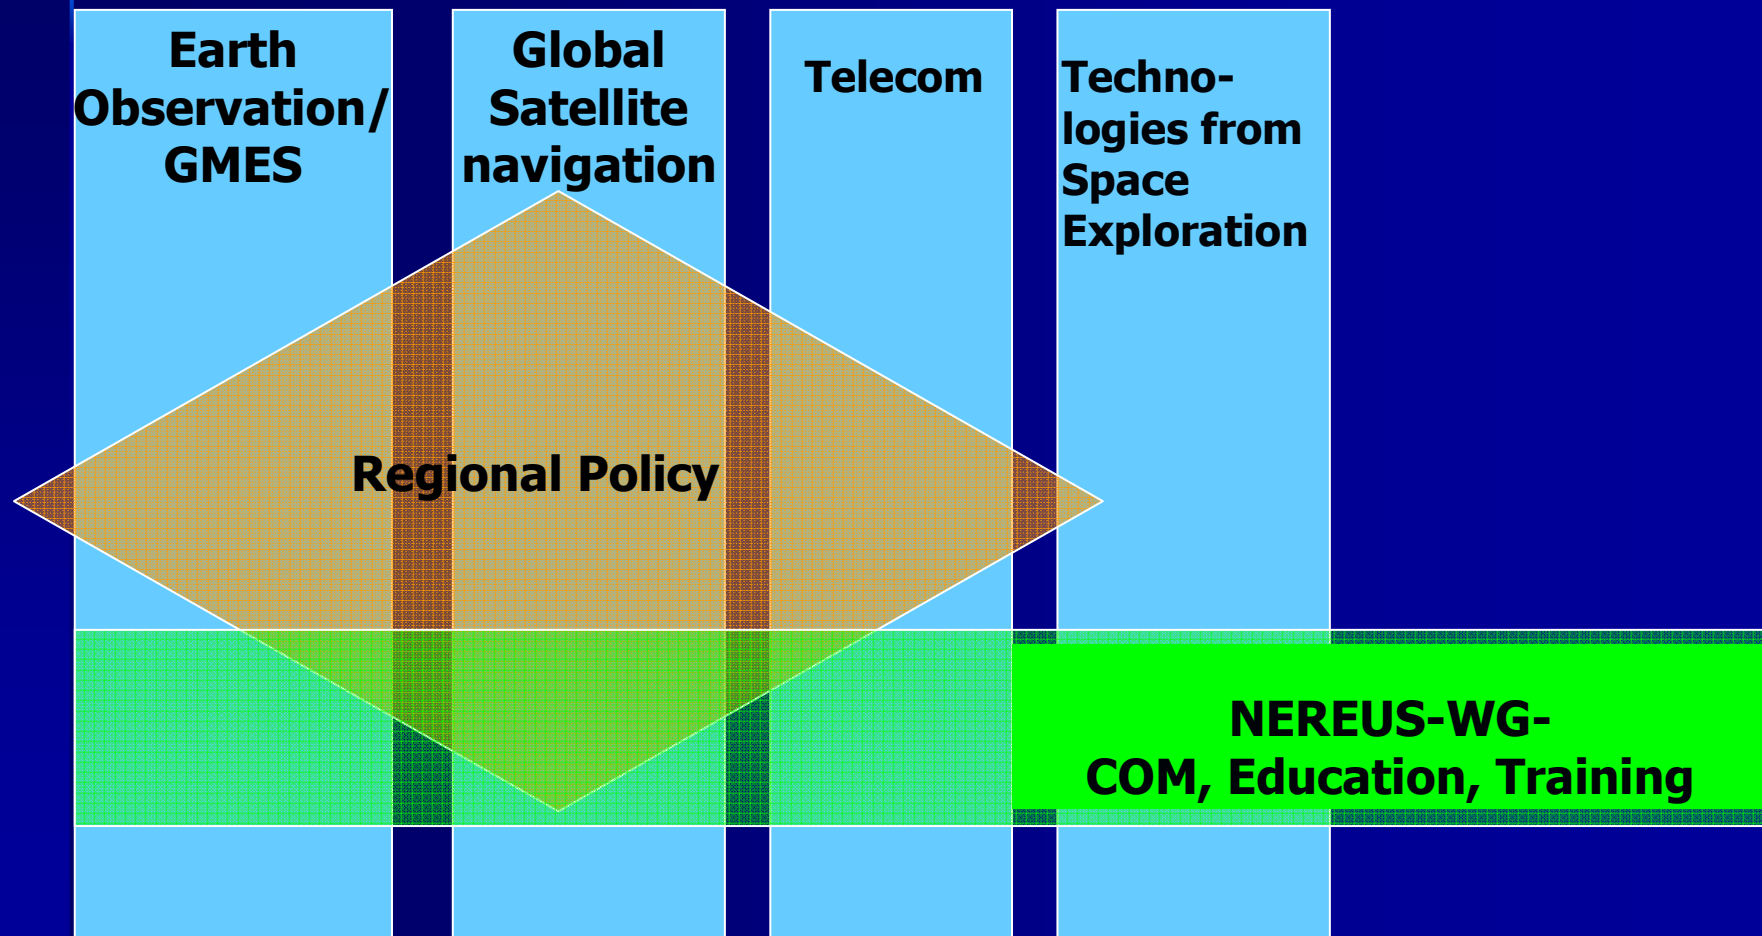 Earth
Observation/
GMES
Global
Satellite
navigation
Telecom
Techno-
logies from
Space
Exploration
Regional Policy
NEREUS-WG-
COM, Education, Training